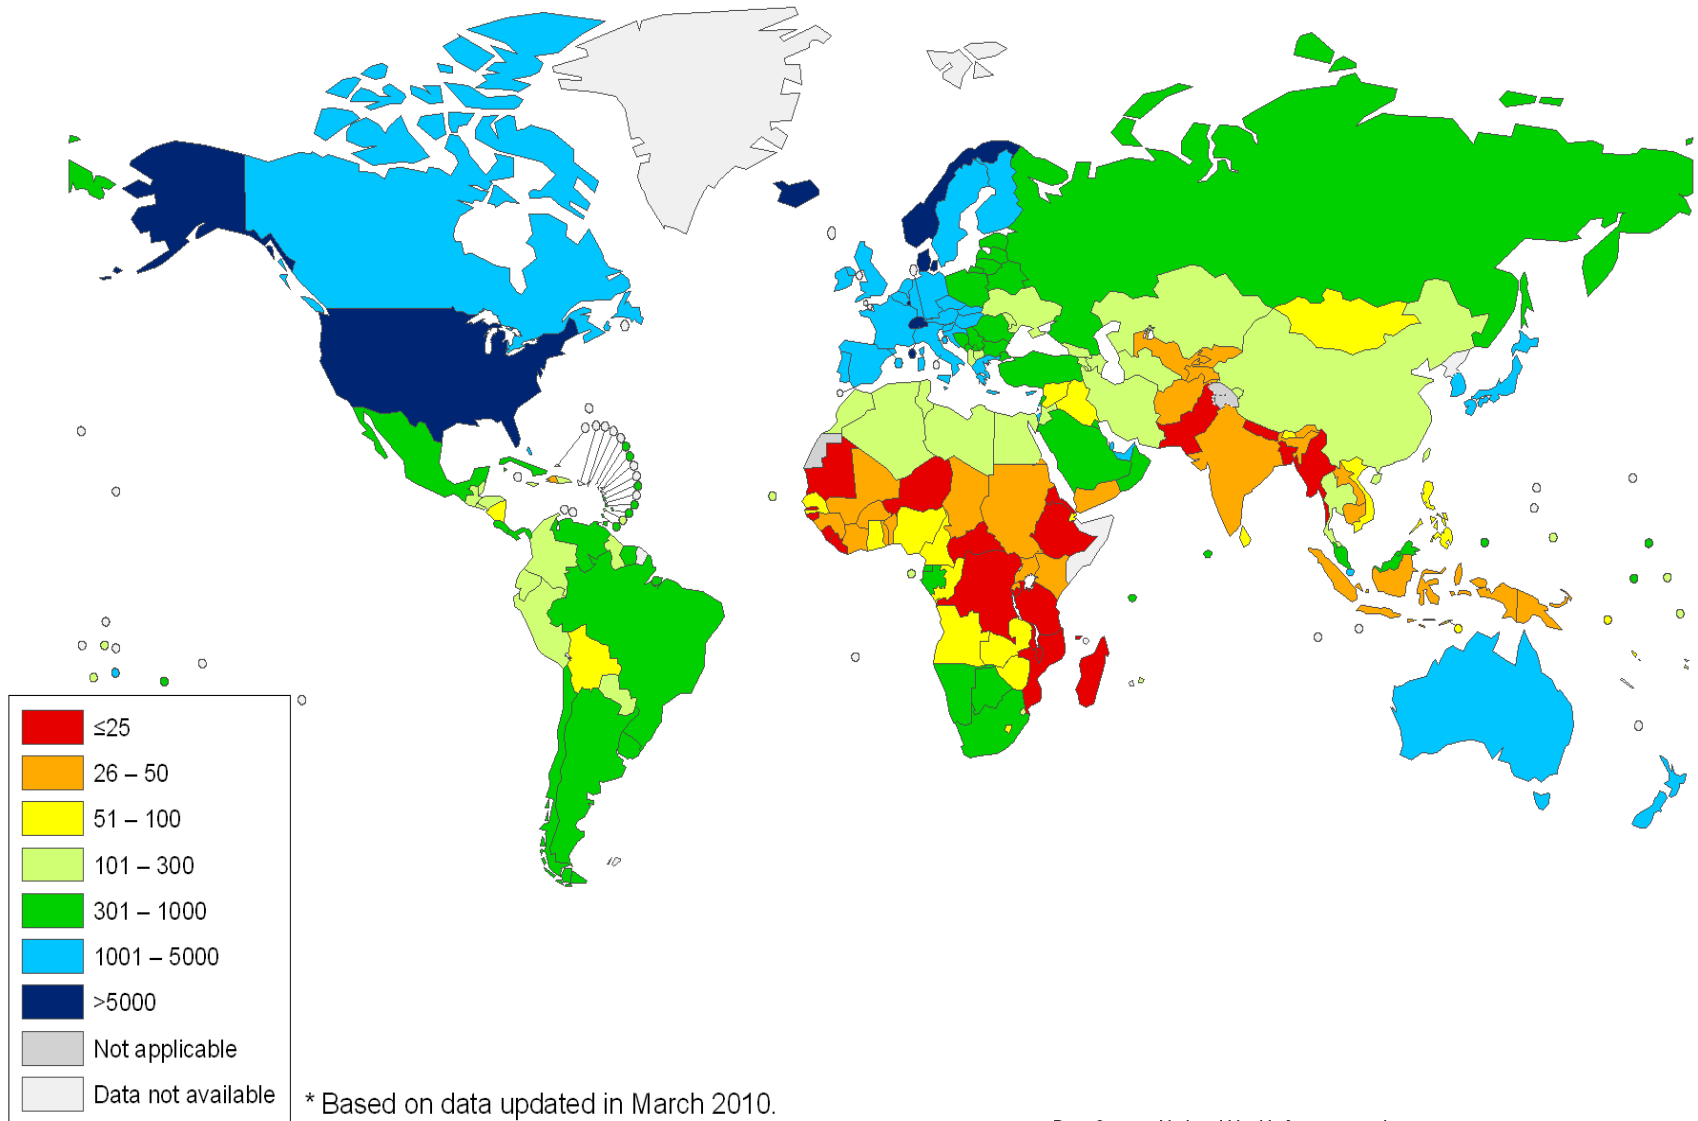 ≤25
26 – 50
51 – 100
101 – 300
301 – 1000
1001 – 5000
>5000
Not applicable
Data not available
* Based on data updated in March 2010.